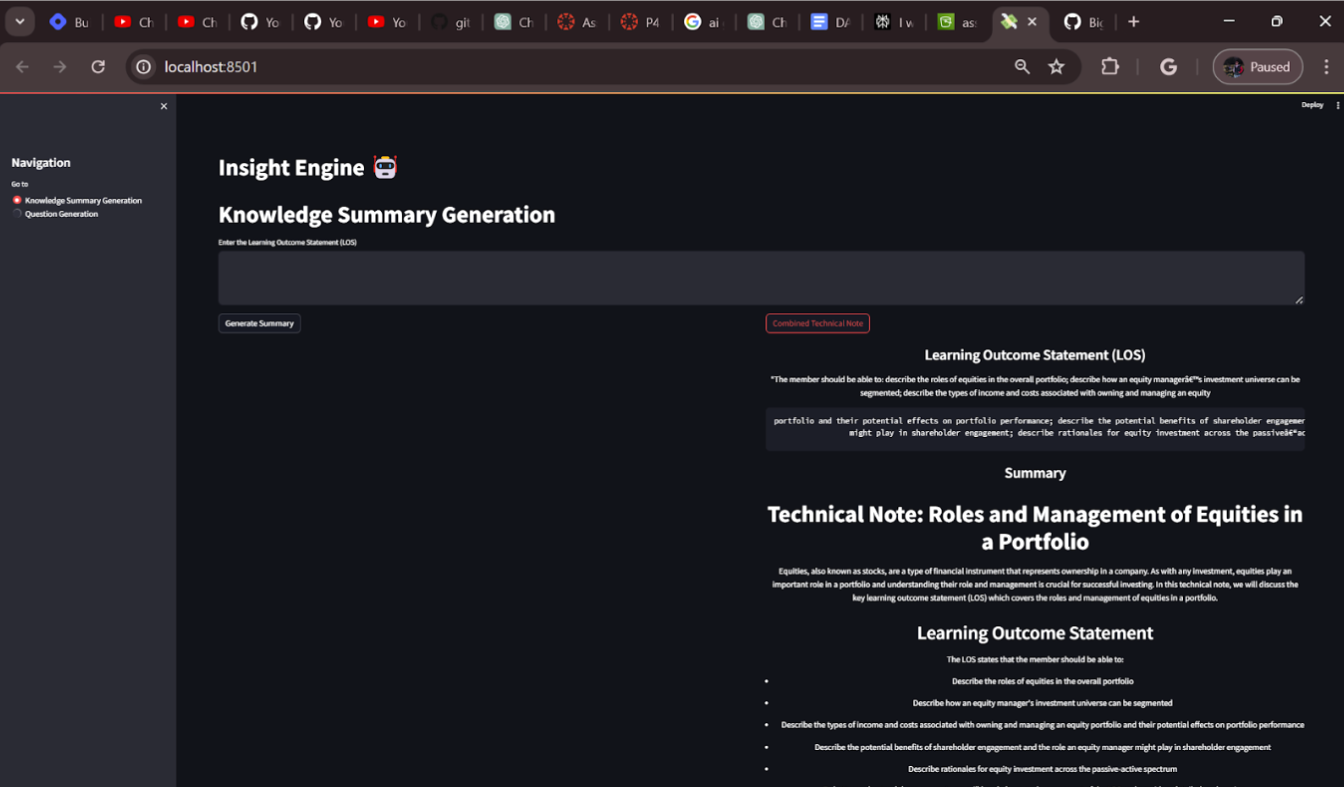 Bu
Ch
Ch
Yo
Yo
Yo
git
Ch
As
P4
ai
Ch
DA
I w
as
Big
localhost:8501
Paused
Deploy
Navigation
Go to
Knowledge Summary Generation
Question Generation
Insight Engine
Knowledge Summary Generation
Enter the Learning Outcome Statement (LOS)
Generate Summary
Combined Technical Note
Learning Outcome Statement (LOS)
"The member should be able to: describe the roles of equities in the overall portfolio; describe how an equity managerâ€™s investment universe can be
segmented; describe the types of income and costs associated with owning and managing an equity
portfolio and their potential effects on portfolio performance; describe the potential benefits of shareholder engagemer
might play in shareholder engagement; describe rationales for equity investment across the passiveâ€"ac
Summary
Technical Note: Roles and Management of Equities in
a Portfolio
Equities, also known as stocks, are a type of financial instrument that represents ownership in a company. As with any investment, equities play an
important role in a portfolio and understanding their role and management is crucial for successful investing. In this technical note, we will discuss the
key learning outcome statement (LOS) which covers the roles and management of equities in a portfolio.
Learning Outcome Statement
The LOS states that the member should be able to:
• Describe the roles of equities in the overall portfolio
• Describe how an equity manager's investment universe can be segmented
• Describe the types of income and costs associated with owning and managing an equity portfolio and their potential effects on portfolio performance
• Describe the potential benefits of shareholder engagement and the role an equity manager might play in shareholder engagement
• Describe rationales for equity investment across the passive-active spectrum